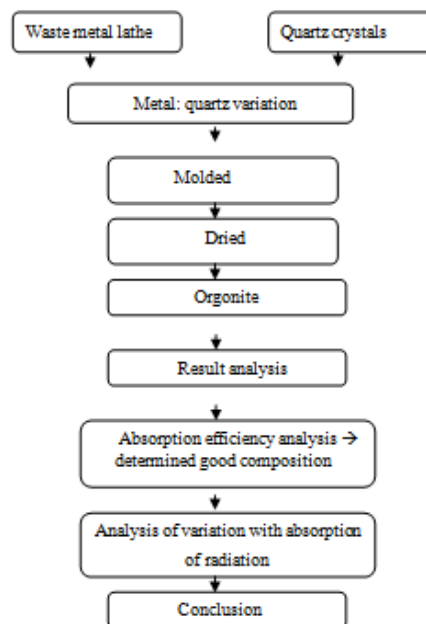 Waste metal lathe
Quartz crystals
Metal: quartz variation
Molded
Dried
Orgonite
Result analysis
Absorption efficiency analysis →
determined good composition
Analysis of variation with absorption
of radiation
Conclusion